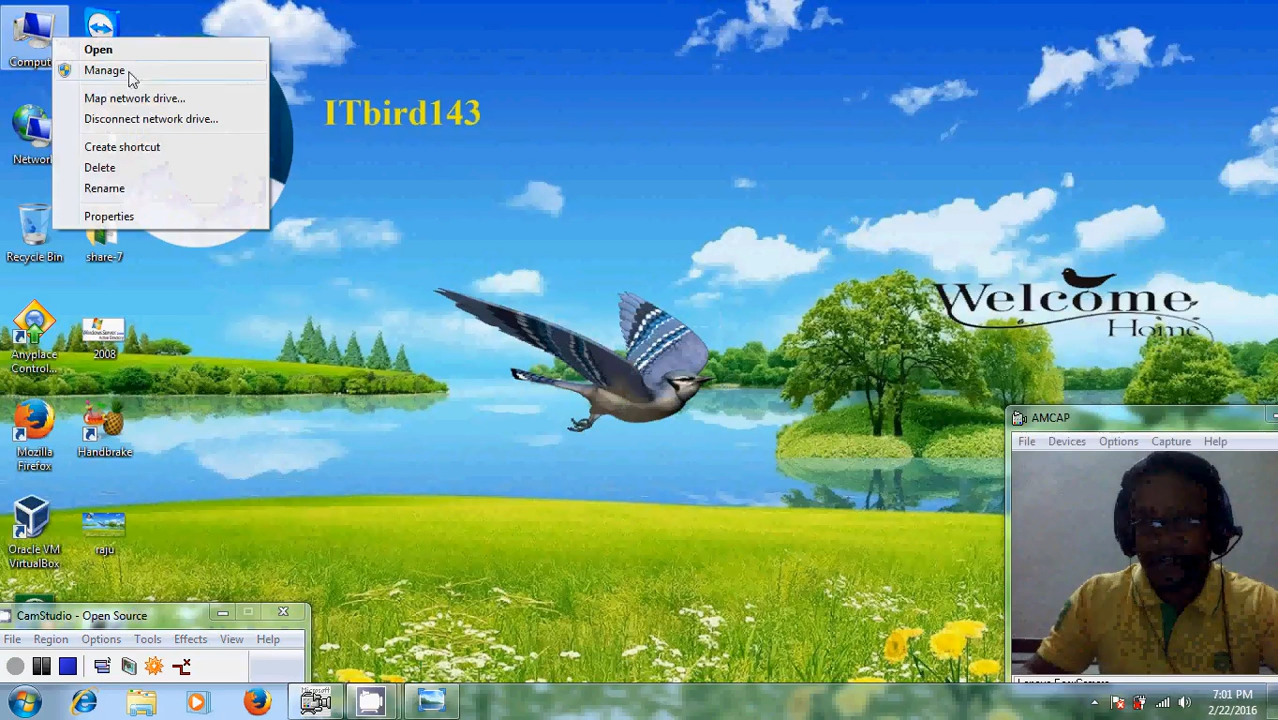 Comput
Open
Manage
Map network drive...
Disconnect network drive...
Create shortcut
Delete
Rename
Properties
Networ
Recycle Bin
share-7
ITbird143
Welcome
Home
Anyplace
Control...
2008
Mozilla
Firefox
Handbrake
Oracle VM
VirtualBox
raju
AMCAP
File Devices Options Capture Help
CamStudio - Open Source
File Region Options Tools Effects View Help
Microsoft
7:01 PM
2/22/2016